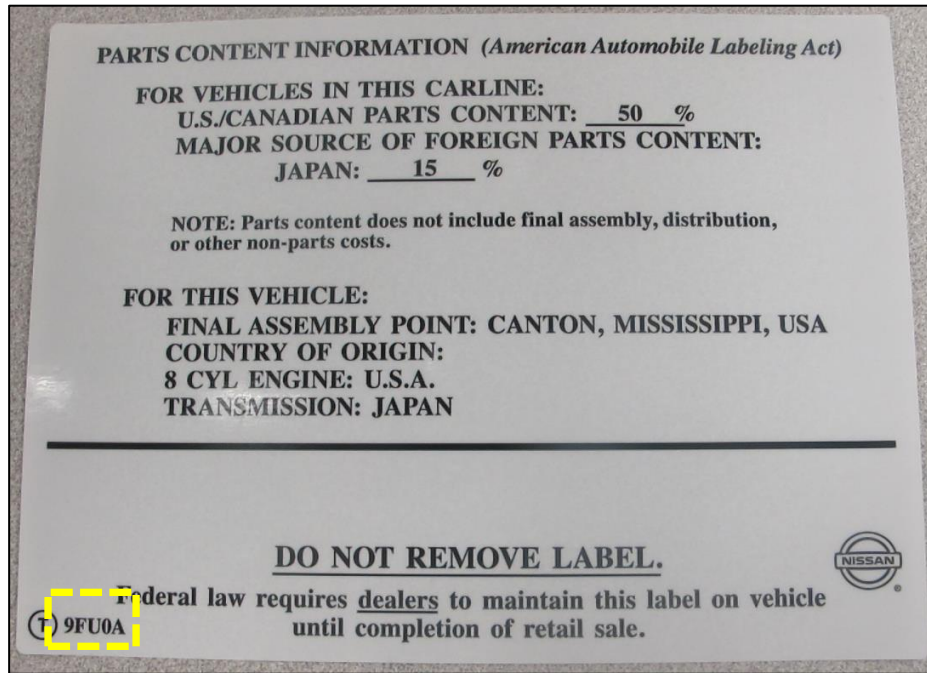 PARTS CONTENT INFORMATION (American Automobile Labeling Act)
FOR VEHICLES IN THIS CARLINE:
U.S./CANADIAN PARTS CONTENT: 50 %
MAJOR SOURCE OF FOREIGN PARTS CONTENT:
JAPAN: 15 %
NOTE: Parts content does not include final assembly, distribution,
or other non-parts costs.
FOR THIS VEHICLE:
FINAL ASSEMBLY POINT: CANTON, MISSISSIPPI, USA
COUNTRY OF ORIGIN:
8 CYL ENGINE: U.S.A.
TRANSMISSION: JAPAN
DO NOT REMOVE LABEL.
NISSAN
®
Federal law requires dealers to maintain this label on vehicle
until completion of retail sale.
T 9FU0A